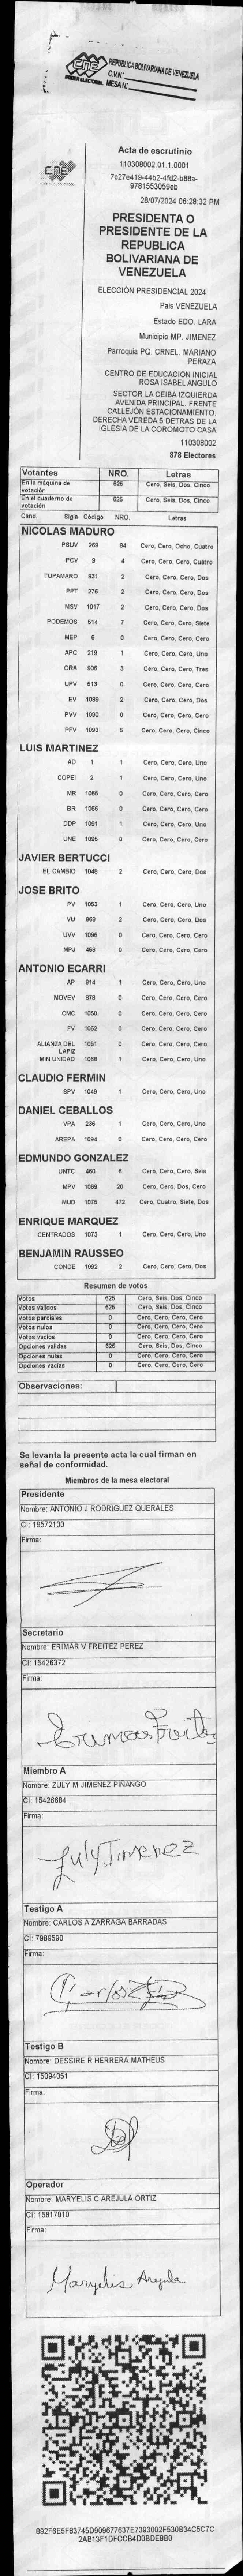 CNE
PODER ELECTORAL
REPUBLICA BOLIVARIANA DE VENEZUELA
C.V.N°
MESA N°
CNE
Acta de escrutinio
110308002.01.1.0001
7c27e419-44b2-4fd2-b88a-
9781553059eb
28/07/2024 06:28:32 PM
PRESIDENTA O
PRESIDENTE DE LA
REPUBLICA
BOLIVARIANA DE
VENEZUELA
ELECCIÓN PRESIDENCIAL 2024
Pais VENEZUELA
Estado EDO. LARA
Municipio MP. JIMENEZ
Parroquia PQ. CRNEL. MARIANO
PERAZA
CENTRO DE EDUCACIÓN INICIAL
ROSA ISABEL ANGULO
SECTOR LA CEIBA IZQUIERDA
AVENIDA PRINCIPAL. FRENTE
CALLEJÓN ESTACIONAMIENTO.
DERECHA VEREDA 5 DETRAS DE LA
IGLESIA DE LA COROMOTO CASA
110308002
878 Electores
Votantes NRO. Letras
En la máquina de votación 625 Cero, Seis, Dos, Cinco
En el cuaderno de votación 625 Cero, Seis, Dos, Cinco
Cand. Sigla Código NRO. Letras
NICOLAS MADURO
PSUV 269 84 Cero, Cero, Ocho, Cuatro
PCV 9 4 Cero, Cero, Cero, Cuatro
TUPAMARO 931 2 Cero, Cero, Cero, Dos
PPT 276 2 Cero, Cero, Cero, Dos
MSV 1017 2 Cero, Cero, Cero, Dos
PODEMOS 514 7 Cero, Cero, Cero, Siete
MEP 6 0 Cero, Cero, Cero, Cero
APC 219 1 Cero, Cero, Cero, Uno
ORA 906 3 Cero, Cero, Cero, Tres
UPV 513 0 Cero, Cero, Cero, Cero
EV 1089 2 Cero, Cero, Cero, Dos
PVV 1090 0 Cero, Cero, Cero, Cero
PFV 1093 5 Cero, Cero, Cero, Cinco
LUIS MARTINEZ
AD 1 1 Cero, Cero, Cero, Uno
COPEI 2 1 Cero, Cero, Cero, Uno
MR 1065 0 Cero, Cero, Cero, Cero
BR 1066 0 Cero, Cero, Cero, Cero
DDP 1091 1 Cero, Cero, Cero, Uno
UNE 1095 0 Cero, Cero, Cero, Cero
JAVIER BERTUCCI
EL CAMBIO 1048 2 Cero, Cero, Cero, Dos
JOSE BRITO
PV 1053 1 Cero, Cero, Cero, Uno
VU 968 2 Cero, Cero, Cero, Dos
UVV 1096 0 Cero, Cero, Cero, Cero
MPJ 458 0 Cero, Cero, Cero, Cero
ANTONIO ECARRI
AP 814 1 Cero, Cero, Cero, Uno
MOVEV 878 0 Cero, Cero, Cero, Cero
CMC 1050 0 Cero, Cero, Cero, Cero
FV 1062 0 Cero, Cero, Cero, Cero
ALIANZA DEL LAPIZ 1051 0 Cero, Cero, Cero, Cero
MIN UNIDAD 1068 1 Cero, Cero, Cero, Uno
CLAUDIO FERMIN
SPV 1049 1 Cero, Cero, Cero, Uno
DANIEL CEBALLOS
VPA 236 1 Cero, Cero, Cero, Uno
AREPA 1094 0 Cero, Cero, Cero, Cero
EDMUNDO GONZALEZ
UNTC 460 6 Cero, Cero, Cero, Seis
MPV 1069 20 Cero, Cero, Dos, Cero
MUD 1075 472 Cero, Cuatro, Siete, Dos
ENRIQUE MARQUEZ
CENTRADOS 1073 1 Cero, Cero, Cero, Uno
BENJAMIN RAUSSEO
CONDE 1092 2 Cero, Cero, Cero, Dos
Resumen de votos
Votos 625 Cero, Seis, Dos, Cinco
Votos validos 625 Cero, Seis, Dos, Cinco
Votos parciales 0 Cero, Cero, Cero, Cero
Votos nulos 0 Cero, Cero, Cero, Cero
Votos vacios 0 Cero, Cero, Cero, Cero
Opciones validas 625 Cero, Seis, Dos, Cinco
Opciones nulas 0 Cero, Cero, Cero, Cero
Opciones vacias 0 Cero, Cero, Cero, Cero
Observaciones:
Se levanta la presente acta la cual firman en
señal de conformidad.
Miembros de la mesa electoral
Presidente
Nombre: ANTONIO J RODRIGUEZ QUERALES
CI: 19572100
Firma:
Secretario
Nombre: ERIMAR V FREITEZ PEREZ
CI: 15426372
Firma:
Miembro A
Nombre: ZULY M JIMENEZ PIÑANGO
CI: 15426684
Firma:
Zuly Jimenez
Testigo A
Nombre: CARLOS A ZARRAGA BARRADAS
CI: 7989590
Firma:
Testigo B
Nombre: DESSIRE R HERRERA MATHEUS
CI: 15094051
Firma:
Operador
Nombre: MARYELIS C AREJULA ORTIZ
CI: 15817010
Firma:
Maryelis Arejula
892F6E5F83745D909677637E7393002F530B34C5C7C
2AB13F1DFCCB4D0BDE8B0